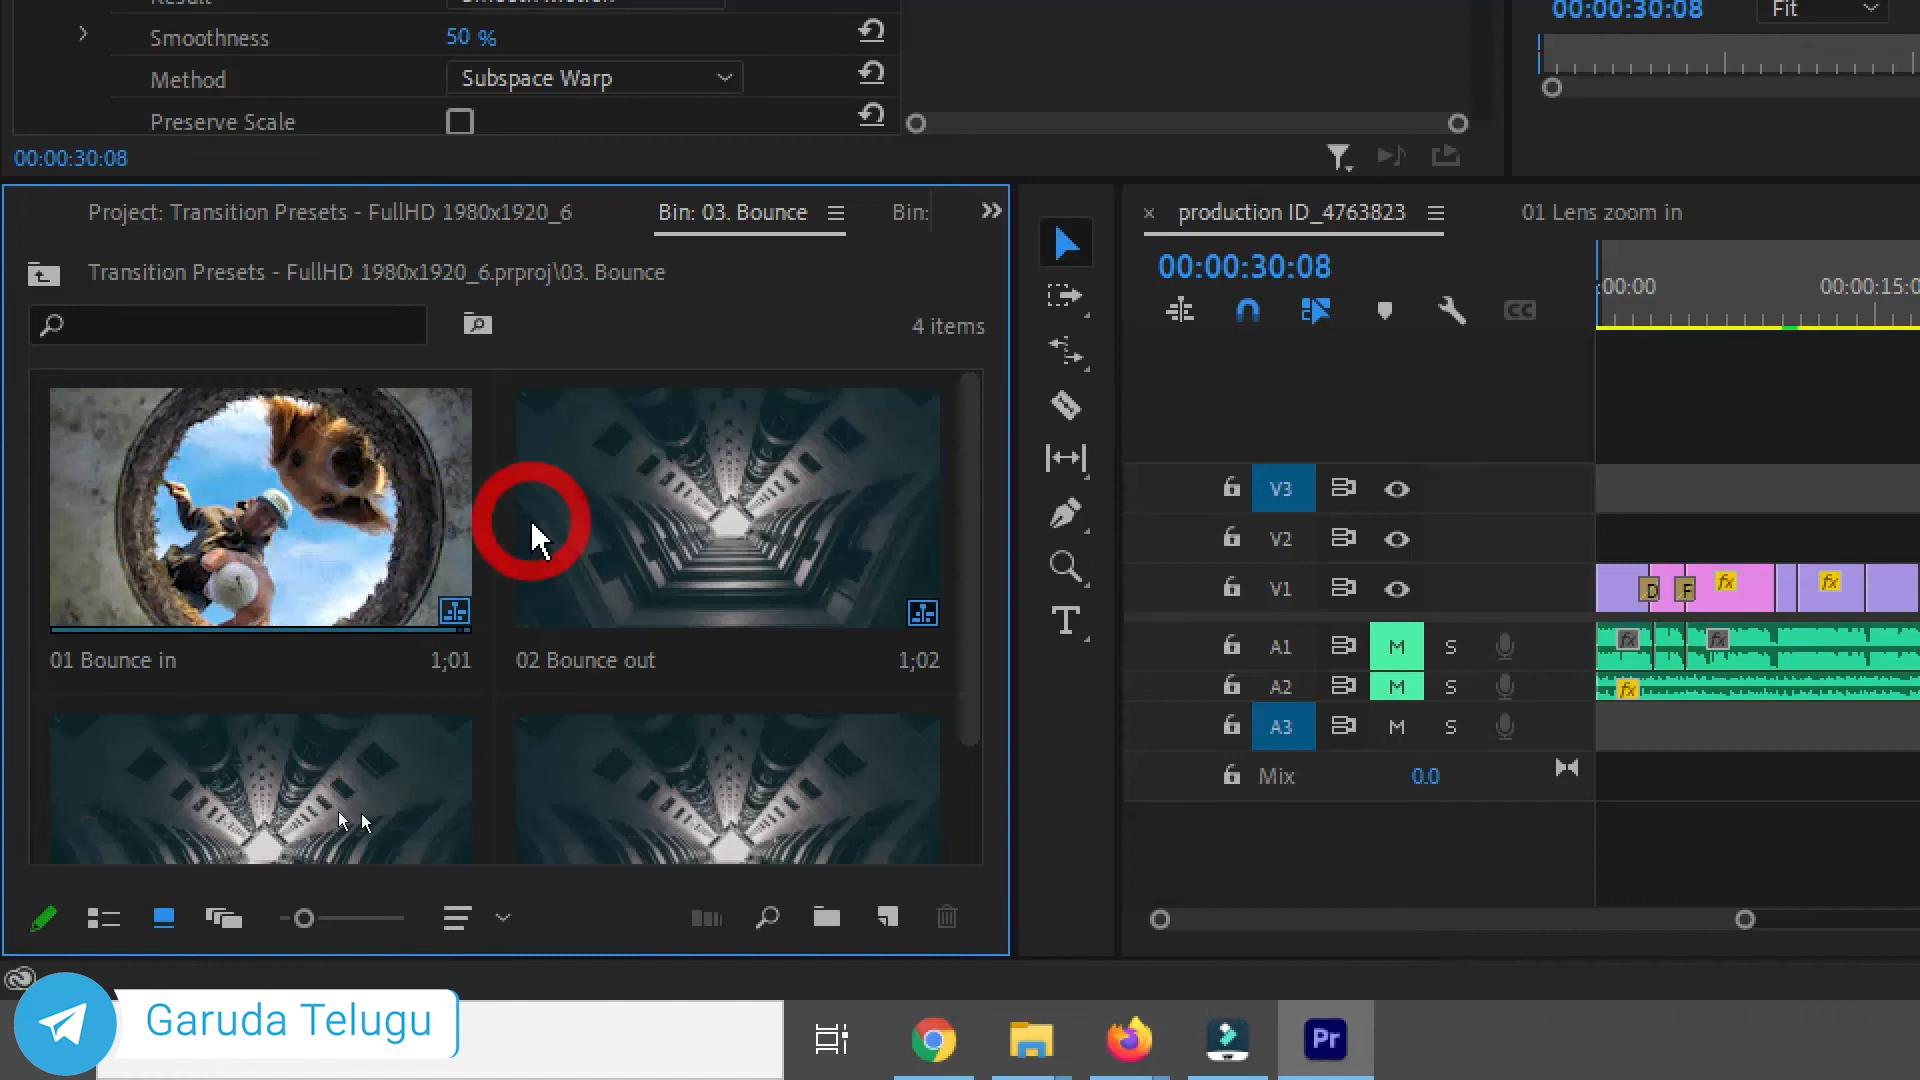 Result
Smooth Motion
Smoothness
50 %
Method
Subspace Warp
Preserve Scale
00:00:30:08
00:00:30:08
Fit
Project: Transition Presets - FullHD 1980x1920_6
Bin: 03. Bounce
Bin:
Transition Presets - FullHD 1980x1920_6.prproj\03. Bounce
4 items
01 Bounce in
1;01
02 Bounce out
1;02
production ID_4763823
01 Lens zoom in
00:00:30:08
:00:00
00:00:15:0
CC
V3
V2
V1
D
F
fx
fx
A1
M
S
fx
fx
A2
M
S
fx
A3
M
S
Mix
0.0
T
Garuda Telugu
Pr